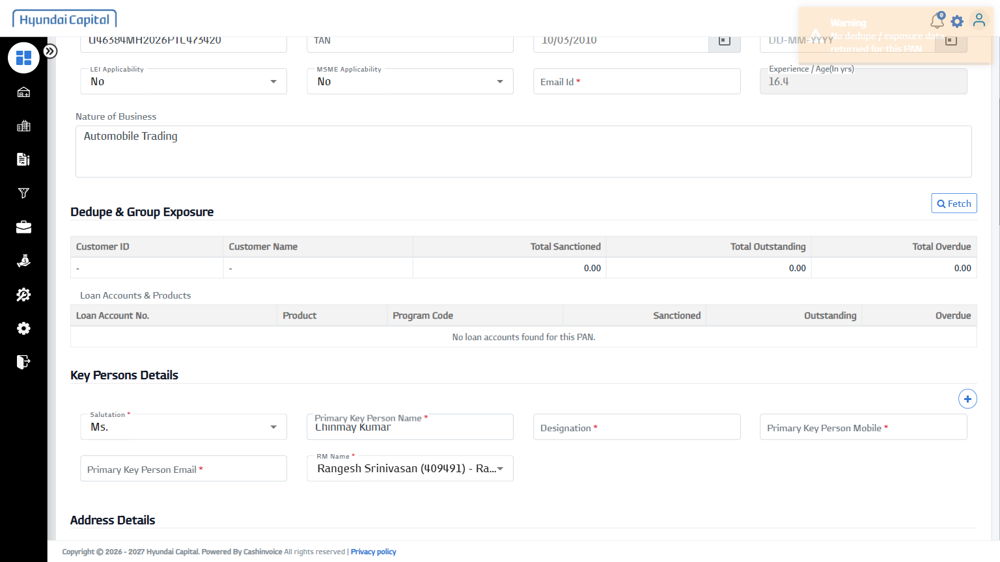 Hyundai Capital
0
Warning
No dedupe / exposure data
returned for this PAN
U46384MH2026PTC473420
TAN
10/03/2010
DD-MM-YYYY
LEI Applicability
No
MSME Applicability
No
Email Id *
Experience / Age(In yrs)
16.4
Nature of Business
Automobile Trading
Dedupe & Group Exposure
Fetch
Customer ID Customer Name Total Sanctioned Total Outstanding Total Overdue
- - 0.00 0.00 0.00
Loan Accounts & Products
Loan Account No. Product Program Code Sanctioned Outstanding Overdue
No loan accounts found for this PAN.
Key Persons Details
Salutation *
Ms.
Primary Key Person Name *
Chinmay Kumar
Designation *
Primary Key Person Mobile *
Primary Key Person Email *
RM Name *
Rangesh Srinivasan (409491) - Ra...
Address Details
Copyright © 2026 - 2027 Hyundai Capital. Powered By Cashinvoice All rights reserved | Privacy policy